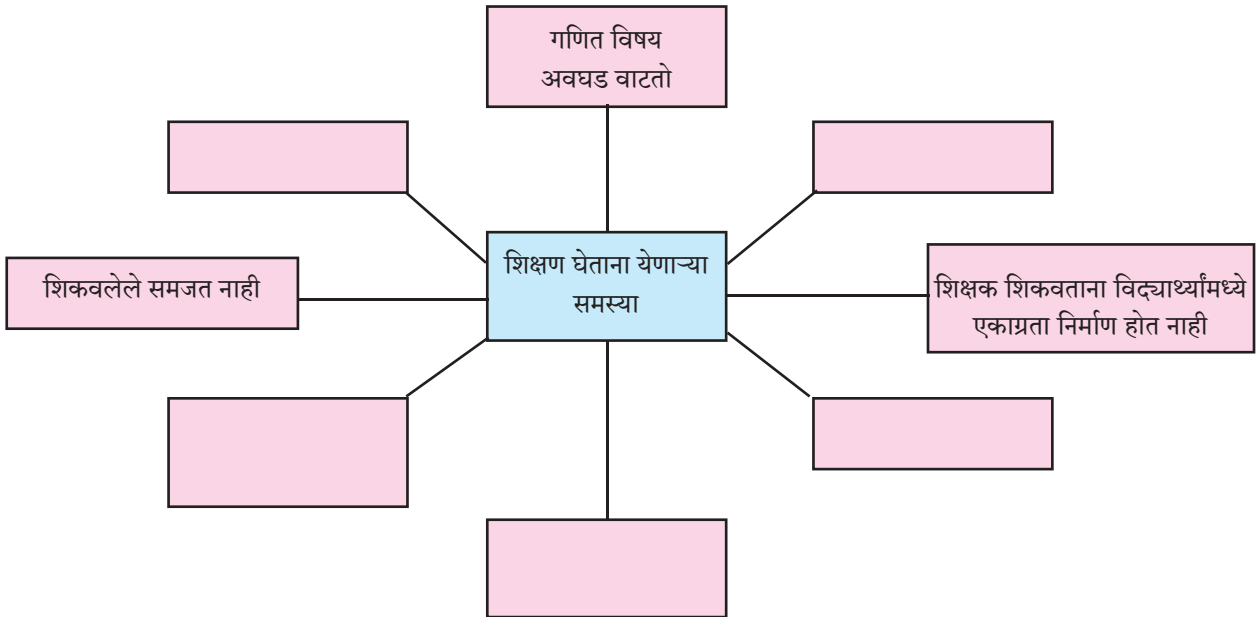 गणित विषय
अवघड वाटतो
शिक्षण घेताना येणाऱ्या
समस्या
शिकवलेले समजत नाही
शिक्षक शिकवताना विद्यार्थ्यांमध्ये
एकाग्रता निर्माण होत नाही